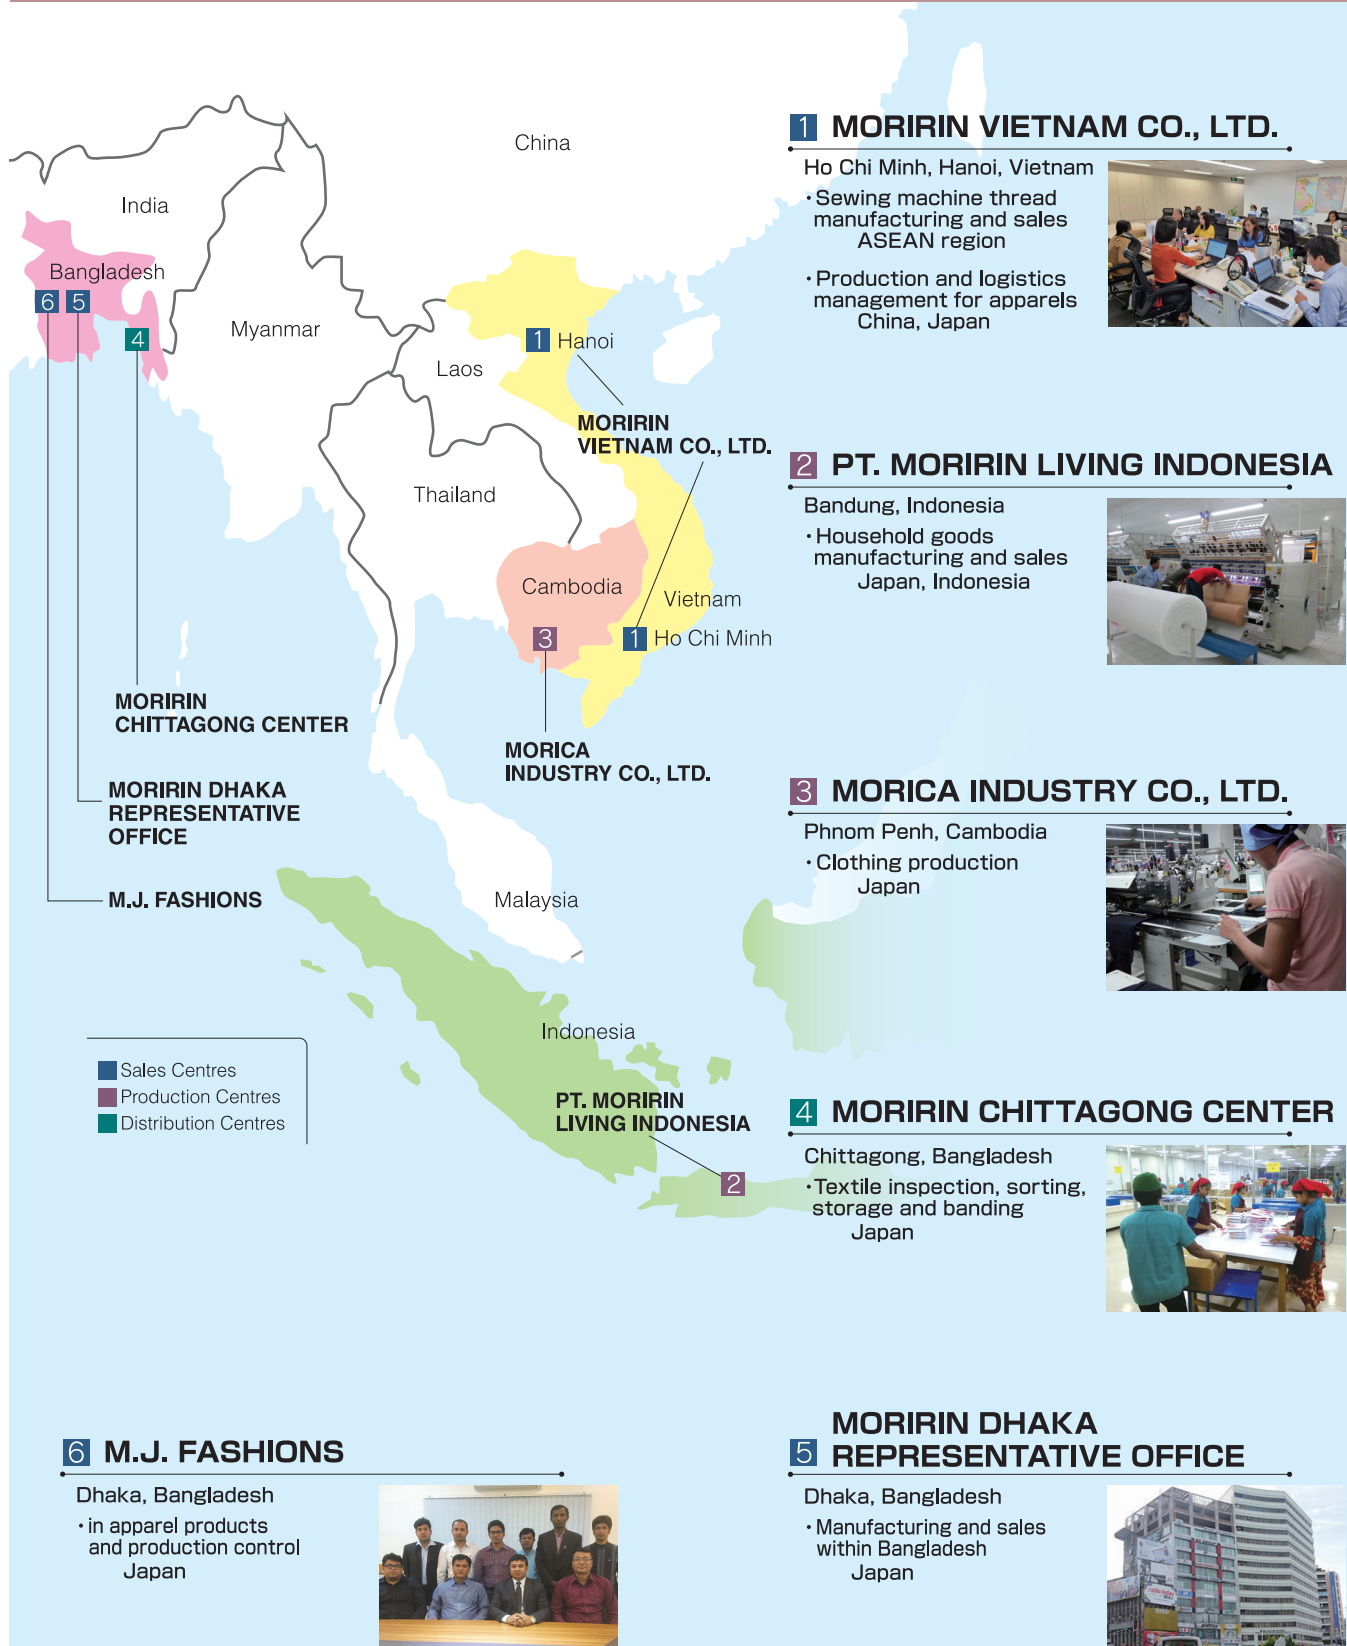 China
India
Bangladesh
6 5
4
Myanmar
1 Hanoi
Laos
MORIRIN
VIETNAM CO., LTD.
Thailand
Cambodia
Vietnam
3
1 Ho Chi Minh
MORIRIN
CHITTAGONG CENTER
MORICA
INDUSTRY CO., LTD.
MORIRIN DHAKA
REPRESENTATIVE
OFFICE
M.J. FASHIONS
Malaysia
Indonesia
Sales Centres
Production Centres
Distribution Centres
PT. MORIRIN
LIVING INDONESIA
2
1 MORIRIN VIETNAM CO., LTD.
Ho Chi Minh, Hanoi, Vietnam
・Sewing machine thread
manufacturing and sales
ASEAN region
・Production and logistics
management for apparels
China, Japan
2 PT. MORIRIN LIVING INDONESIA
Bandung, Indonesia
・Household goods
manufacturing and sales
Japan, Indonesia
3 MORICA INDUSTRY CO., LTD.
Phnom Penh, Cambodia
・Clothing production
Japan
4 MORIRIN CHITTAGONG CENTER
Chittagong, Bangladesh
・Textile inspection, sorting,
storage and banding
Japan
5 MORIRIN DHAKA
REPRESENTATIVE OFFICE
Dhaka, Bangladesh
・Manufacturing and sales
within Bangladesh
Japan
6 M.J. FASHIONS
Dhaka, Bangladesh
・in apparel products
and production control
Japan